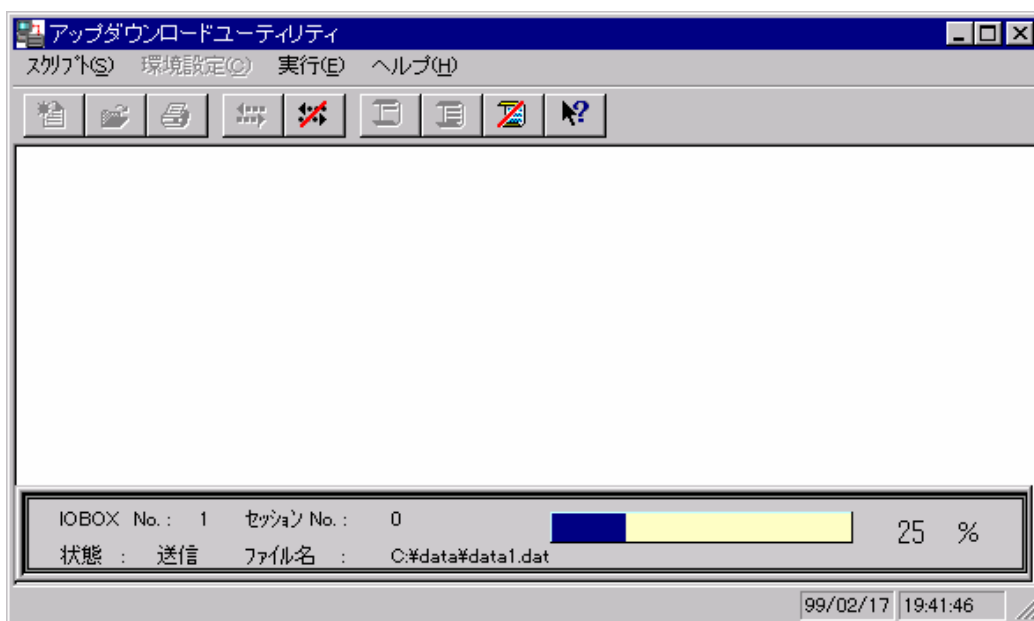 アップダウンロードユーティリティ
ｽｸﾘﾌﾟﾄ(S) 環境設定(C) 実行(E) ヘルプ(H)
IOBOX No.: 1 ｾｯｼｮﾝ No.: 0
25 %
状態 : 送信 ﾌｧｲﾙ名 : C:¥data¥data1.dat
99/02/17 19:41:46